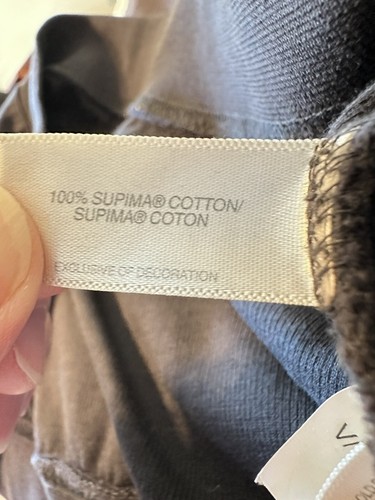 100% SUPIMA® COTTON/
SUPIMA® COTON
EXCLUSIVE OF DECORATION